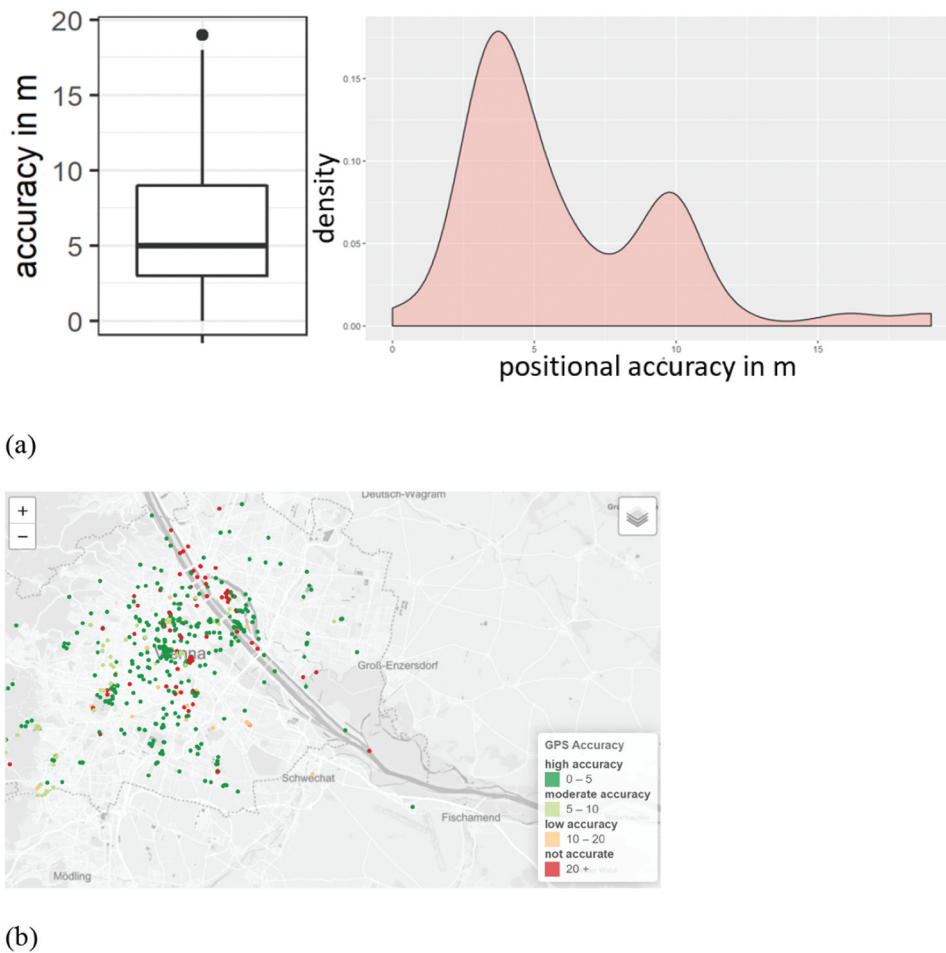 20
15
10
5
0
accuracy in m
0.15
0.10
0.05
0.00
density
0
5
10
15
positional accuracy in m
(a)
+
−
Deutsch-Wagram
Vienna
Groß-Enzersdorf
Schwechat
Fischamend
Mödling
GPS Accuracy
high accuracy
0 – 5
moderate accuracy
5 – 10
low accuracy
10 – 20
not accurate
20 +
(b)